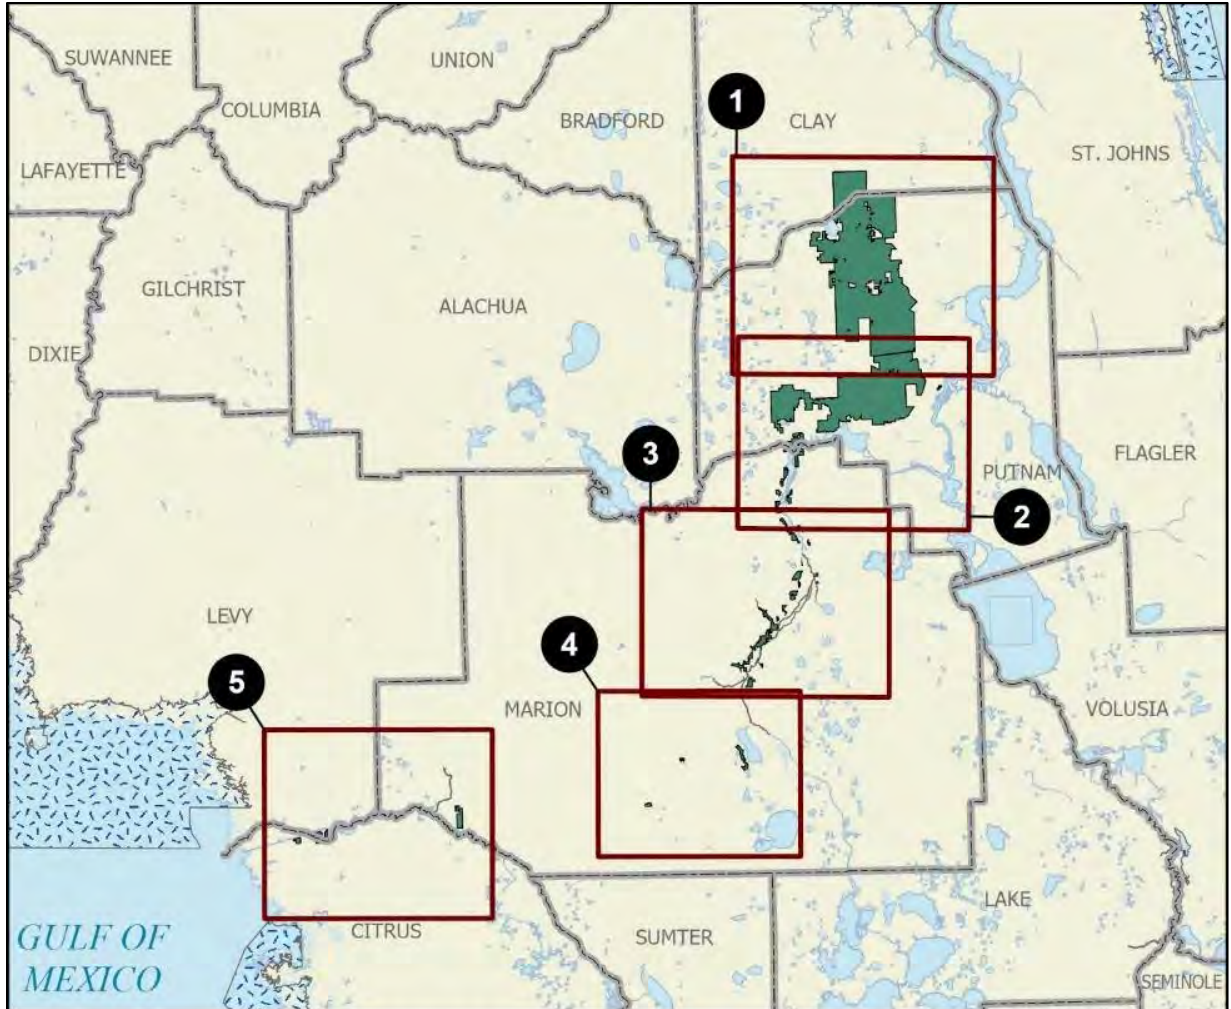 SUWANNEE
UNION
COLUMBIA
BRADFORD
1
CLAY
ST. JOHNS
LAFAYETTE
GILCHRIST
ALACHUA
DIXIE
3
PUTNAM
FLAGLER
2
LEVY
4
5
MARION
VOLUSIA
LAKE
GULF OF
MEXICO
CITRUS
SUMTER
SEMINOLE